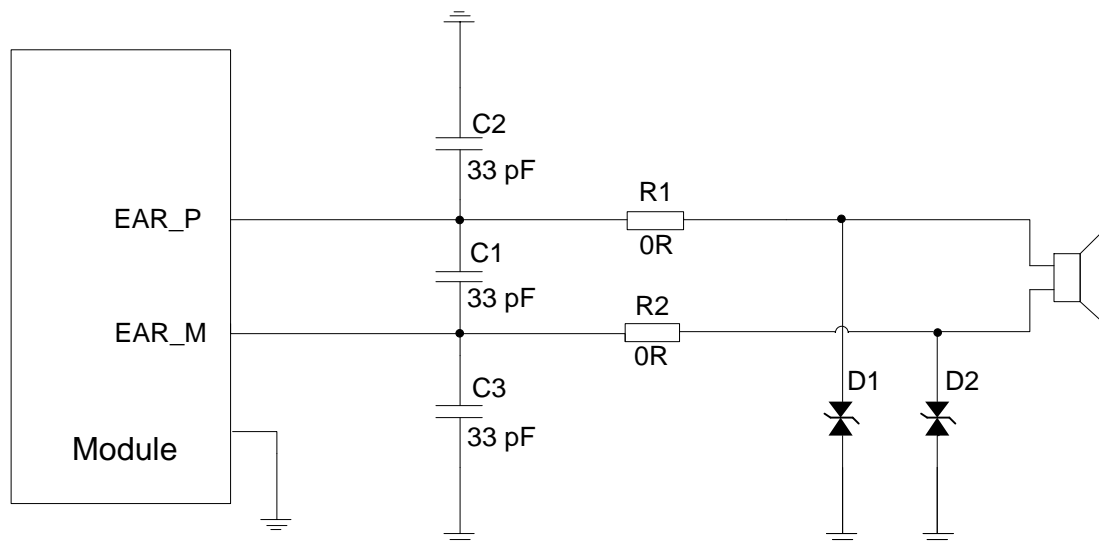 C2
33 pF
EAR_P
R1
0R
C1
33 pF
EAR_M
R2
0R
C3
33 pF
D1
D2
Module